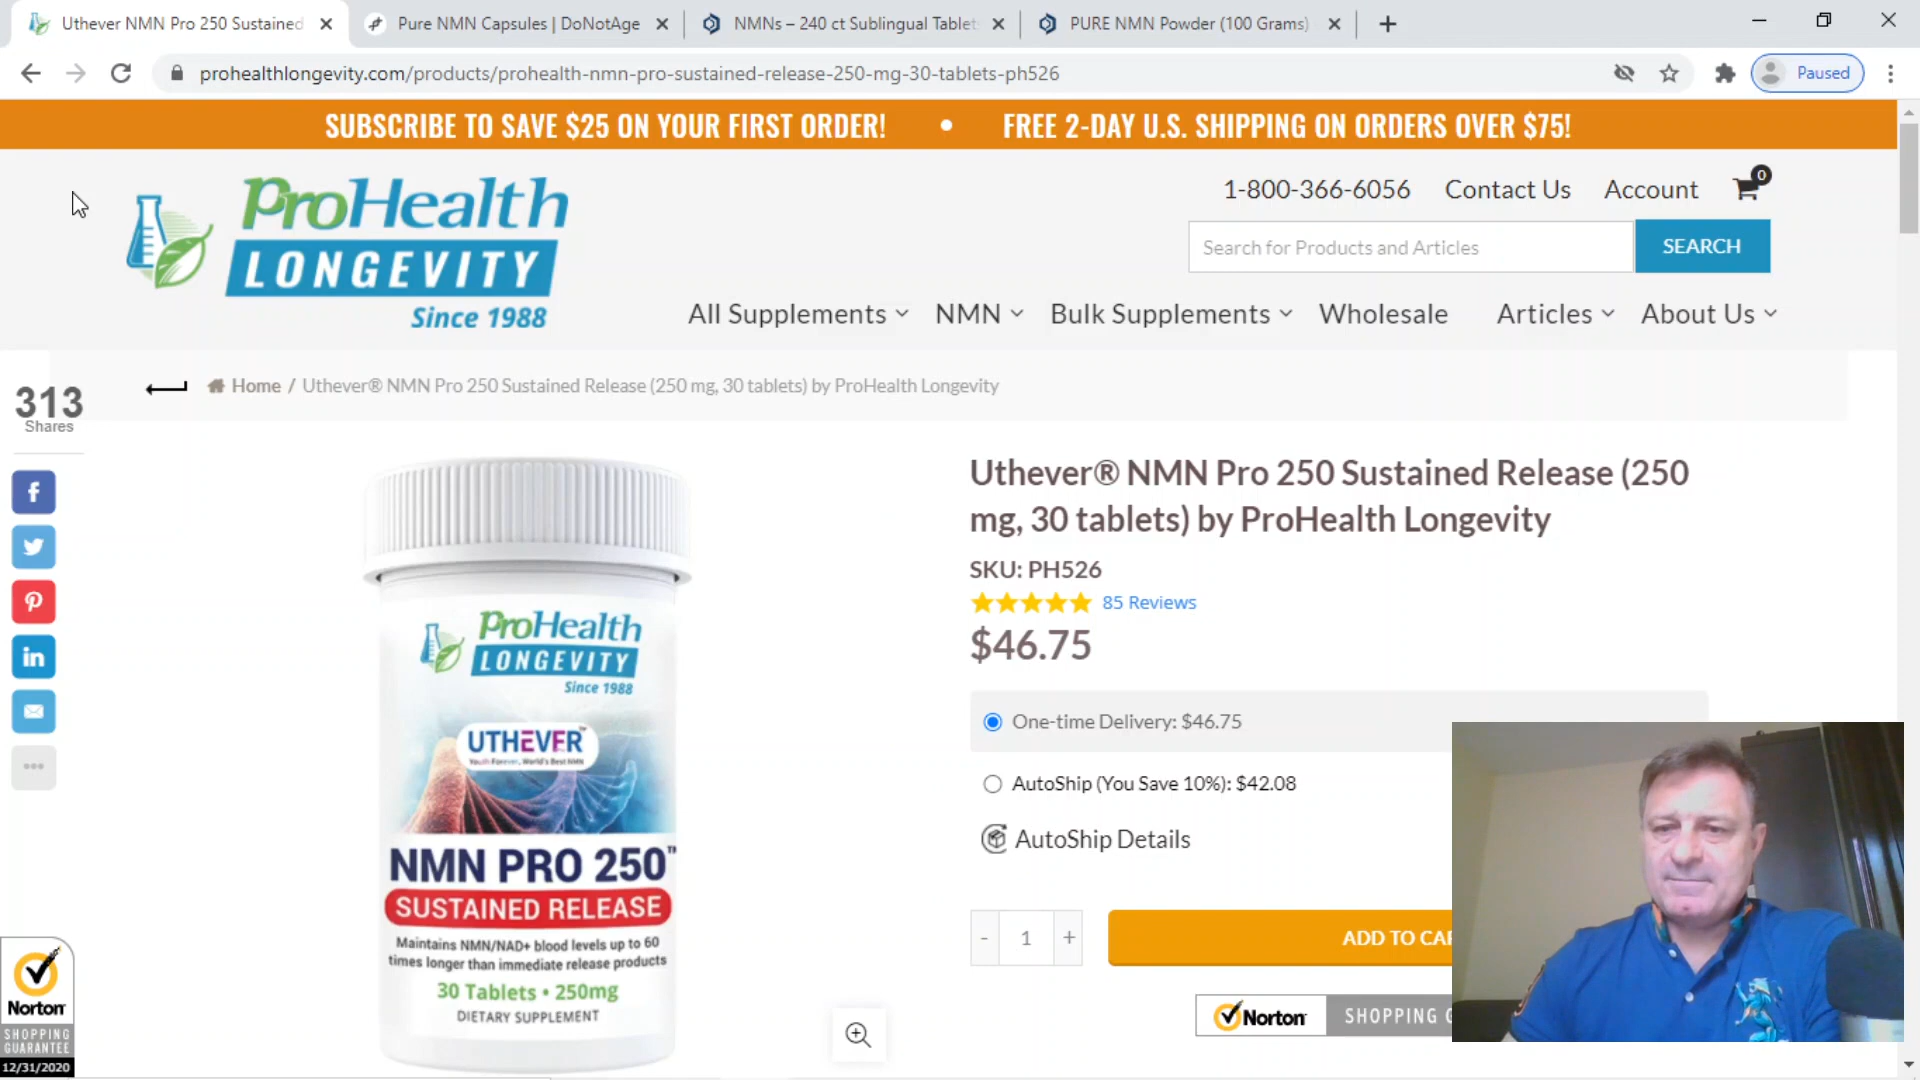 Uthever NMN Pro 250 Sustained
Pure NMN Capsules | DoNotAge
NMNs – 240 ct Sublingual Tablet
PURE NMN Powder (100 Grams)
prohealthlongevity.com/products/prohealth-nmn-pro-sustained-release-250-mg-30-tablets-ph526
Paused
SUBSCRIBE TO SAVE $25 ON YOUR FIRST ORDER! • FREE 2-DAY U.S. SHIPPING ON ORDERS OVER $75!
ProHealth
LONGEVITY
Since 1988
1-800-366-6056 Contact Us Account 0
Search for Products and Articles SEARCH
All Supplements NMN Bulk Supplements Wholesale Articles About Us
313
Shares
Home / Uthever® NMN Pro 250 Sustained Release (250 mg, 30 tablets) by ProHealth Longevity
ProHealth
LONGEVITY
Since 1988
UTHEVER™
Youth Forever, World's Best NMN
NMN PRO 250™
SUSTAINED RELEASE
Maintains NMN/NAD+ blood levels up to 60
times longer than immediate release products
30 Tablets • 250mg
DIETARY SUPPLEMENT
Uthever® NMN Pro 250 Sustained Release (250
mg, 30 tablets) by ProHealth Longevity
SKU: PH526
85 Reviews
$46.75
One-time Delivery: $46.75
AutoShip (You Save 10%): $42.08
AutoShip Details
- 1 +
ADD TO CAR
Norton SHOPPING G
Norton
SHOPPING
GUARANTEE
12/31/2020